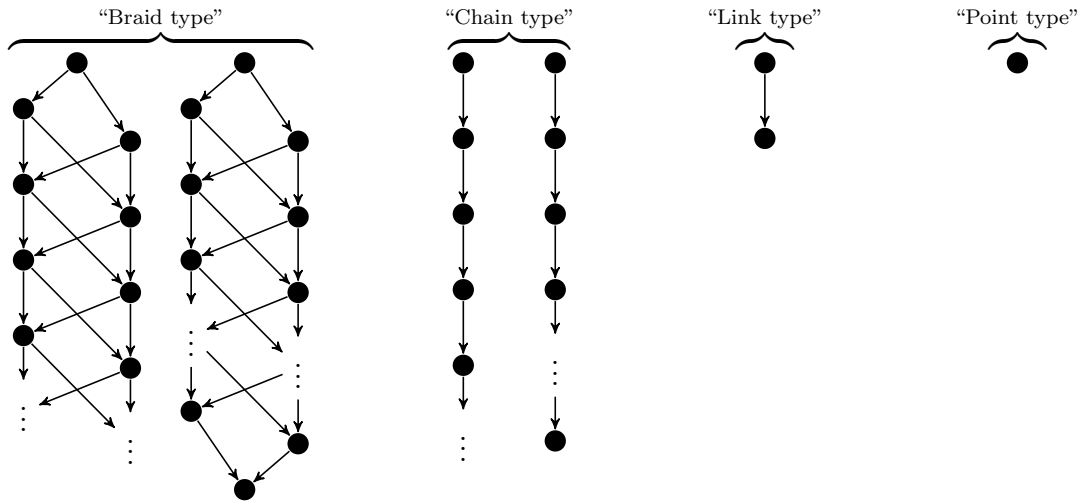 “Braid type”
“Chain type”
“Link type”
“Point type”